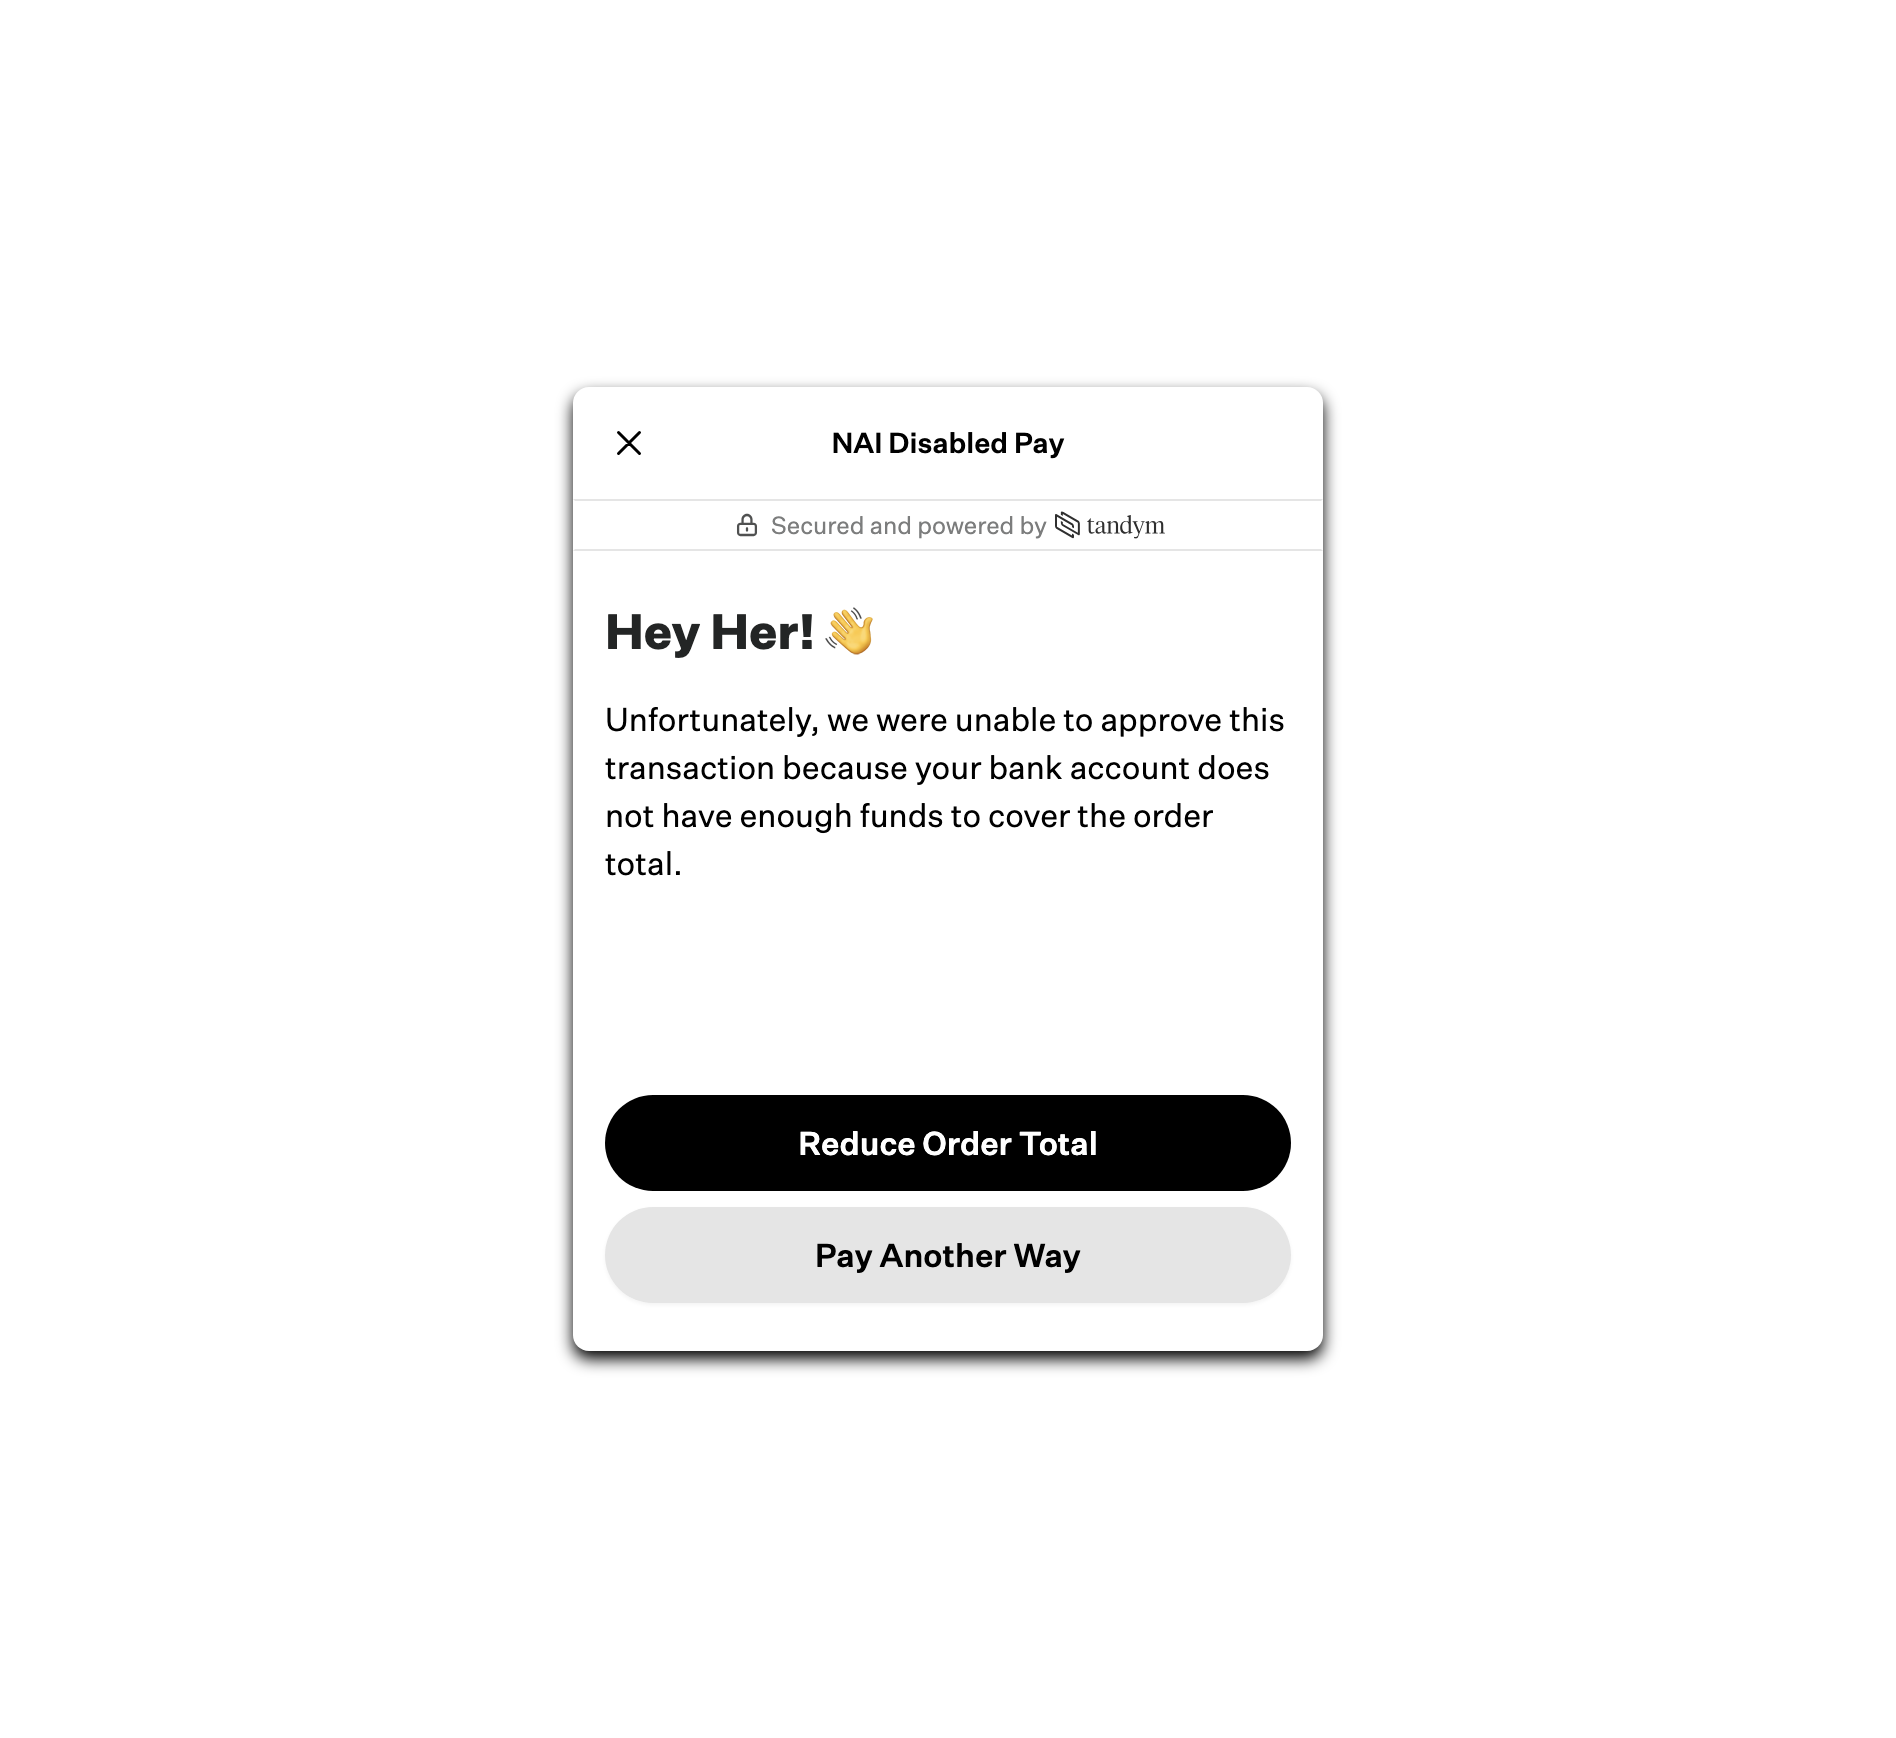 NAI Disabled Pay
Secured and powered by tandym
Hey Her! 👋
Unfortunately, we were unable to approve this
transaction because your bank account does
not have enough funds to cover the order
total.
Reduce Order Total
Pay Another Way